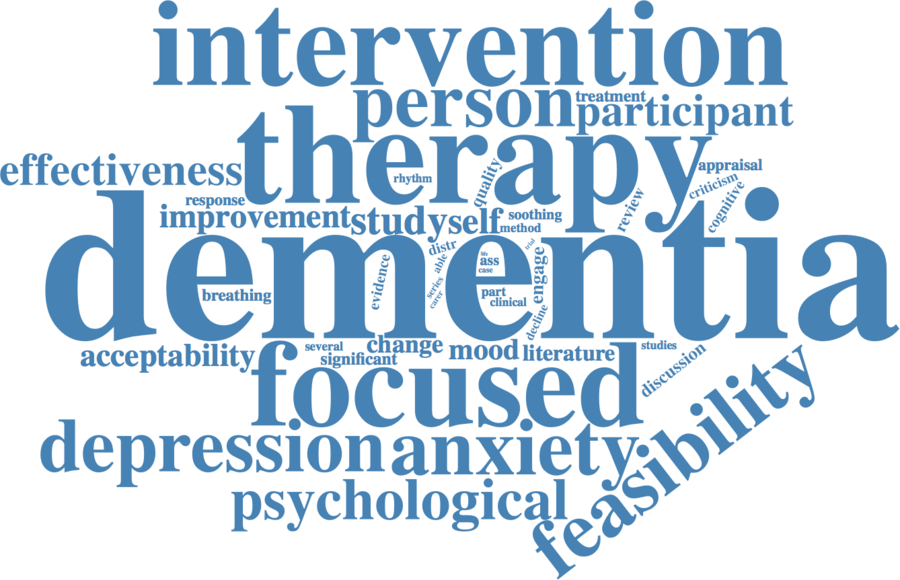 intervention
person
treatment
participant
therapy
effectiveness
rhythm
quality
appraisal
criticism
cognitive
response
improvement
study
self
soothing
method
review
dementia
distr
able
ass
case
trial
evidence
series
carer
engage
breathing
part
clinical
decline
acceptability
several
significant
change
mood
literature
studies
discussion
focused
feasibility
depression
anxiety
psychological